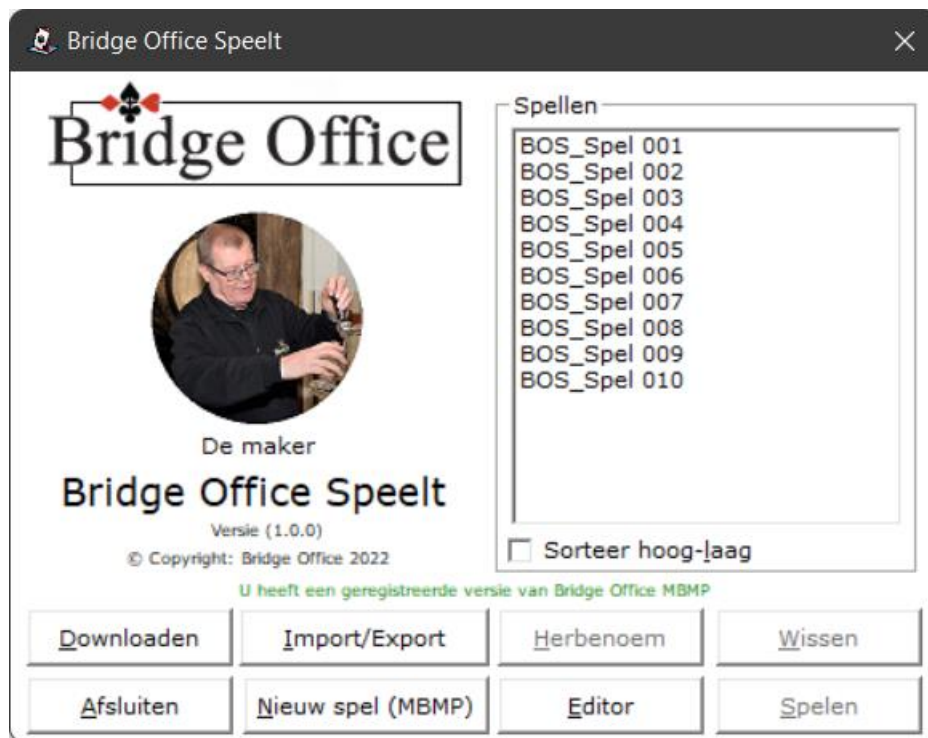 Bridge Office Speelt
Bridge Office
De maker
Bridge Office Speelt
Versie (1.0.0)
© Copyright: Bridge Office 2022
Spellen
BOS_Spel 001
BOS_Spel 002
BOS_Spel 003
BOS_Spel 004
BOS_Spel 005
BOS_Spel 006
BOS_Spel 007
BOS_Spel 008
BOS_Spel 009
BOS_Spel 010
Sorteer hoog-laag
U heeft een geregistreerde versie van Bridge Office MBMP
Downloaden Import/Export Herbenoem Wissen
Afsluiten Nieuw spel (MBMP) Editor Spelen